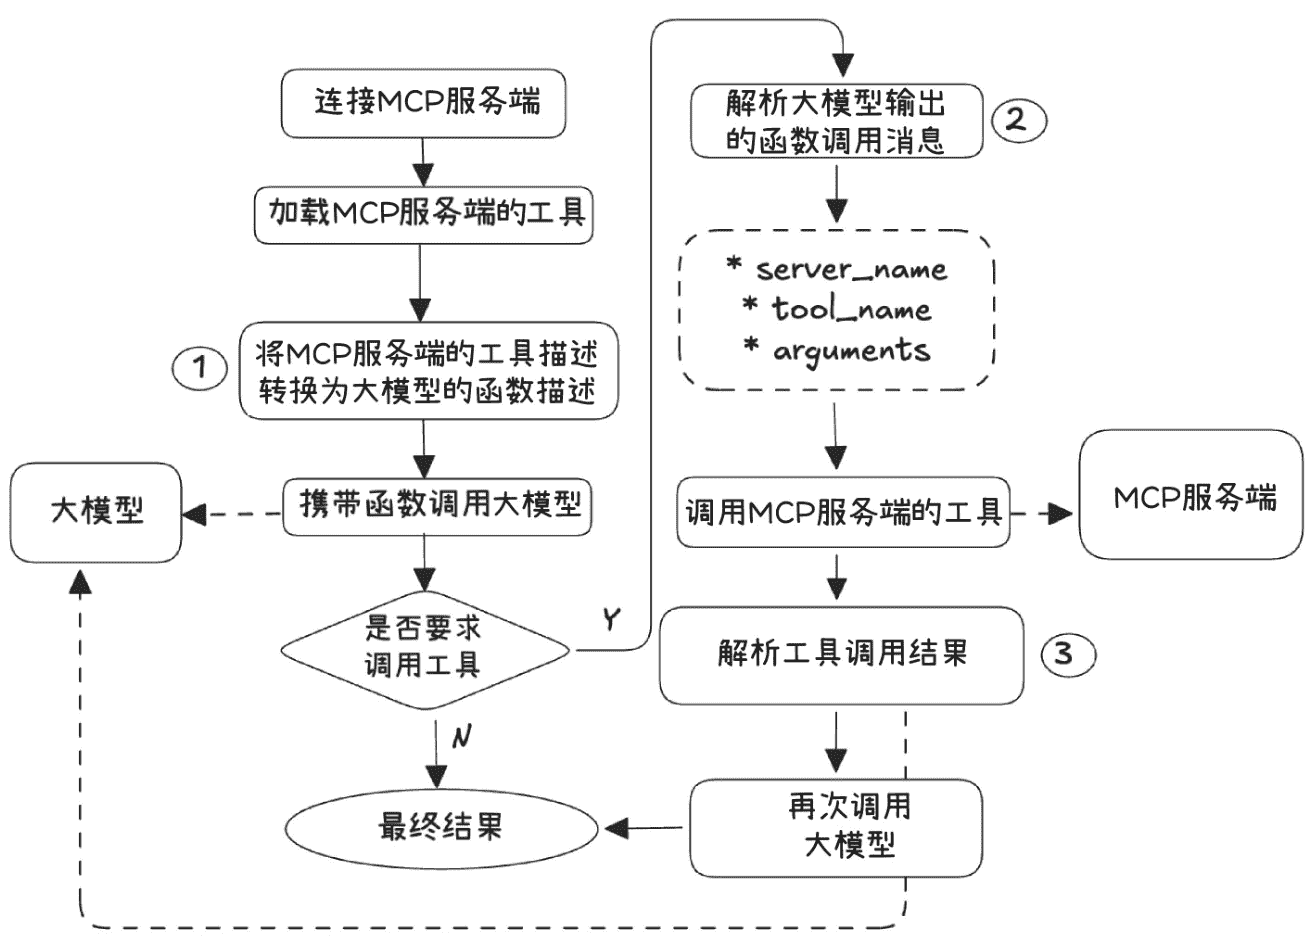 连接MCP服务端
加载MCP服务端的工具
1
将MCP服务端的工具描述
转换为大模型的函数描述
大模型
携带函数调用大模型
是否要求
调用工具
Y
N
最终结果
解析大模型输出
的函数调用消息
2
* server_name
* tool_name
* arguments
调用MCP服务端的工具
MCP服务端
解析工具调用结果
3
再次调用
大模型